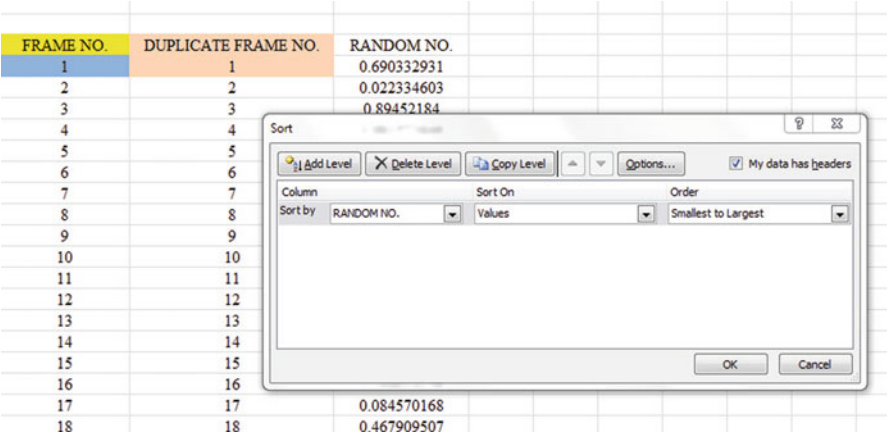 FRAME NO. DUPLICATE FRAME NO. RANDOM NO.
1 1 0.690332931
2 2 0.022334603
3 3 0.89452184
4 4
5 5
6 6
7 7
8 8
9 9
10 10
11 11
12 12
13 13
14 14
15 15
16 16
17 17 0.084570168
18 18 0.467909507
Sort
Add Level Delete Level Copy Level Options... My data has headers
Column Sort On Order
Sort by RANDOM NO. Values Smallest to Largest
OK Cancel